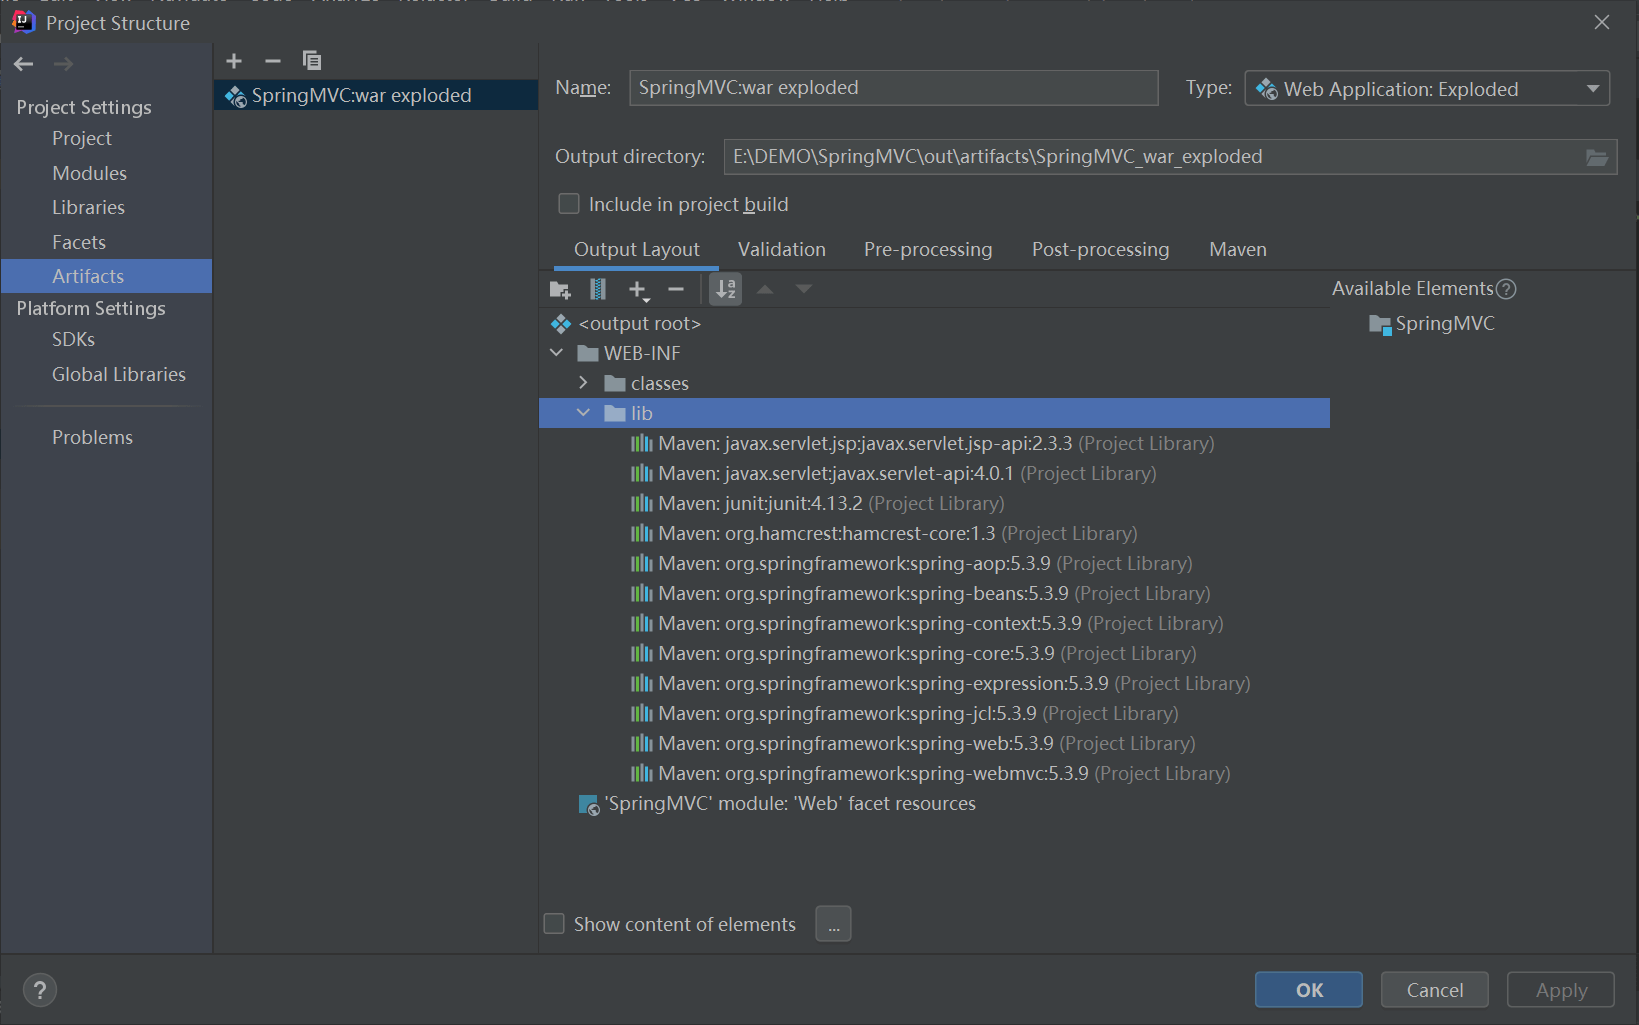 Project Structure
Project Settings
Project
Modules
Libraries
Facets
Artifacts
Platform Settings
SDKs
Global Libraries
Problems
SpringMVC:war exploded
Name: SpringMVC:war exploded Type: Web Application: Exploded
Output directory: E:\DEMO\SpringMVC\out\artifacts\SpringMVC_war_exploded
Include in project build
Output Layout Validation Pre-processing Post-processing Maven
Available Elements
<output root>
WEB-INF
classes
lib
Maven: javax.servlet.jsp:javax.servlet.jsp-api:2.3.3 (Project Library)
Maven: javax.servlet:javax.servlet-api:4.0.1 (Project Library)
Maven: junit:junit:4.13.2 (Project Library)
Maven: org.hamcrest:hamcrest-core:1.3 (Project Library)
Maven: org.springframework:spring-aop:5.3.9 (Project Library)
Maven: org.springframework:spring-beans:5.3.9 (Project Library)
Maven: org.springframework:spring-context:5.3.9 (Project Library)
Maven: org.springframework:spring-core:5.3.9 (Project Library)
Maven: org.springframework:spring-expression:5.3.9 (Project Library)
Maven: org.springframework:spring-jcl:5.3.9 (Project Library)
Maven: org.springframework:spring-web:5.3.9 (Project Library)
Maven: org.springframework:spring-webmvc:5.3.9 (Project Library)
'SpringMVC' module: 'Web' facet resources
SpringMVC
Show content of elements ...
? OK Cancel Apply